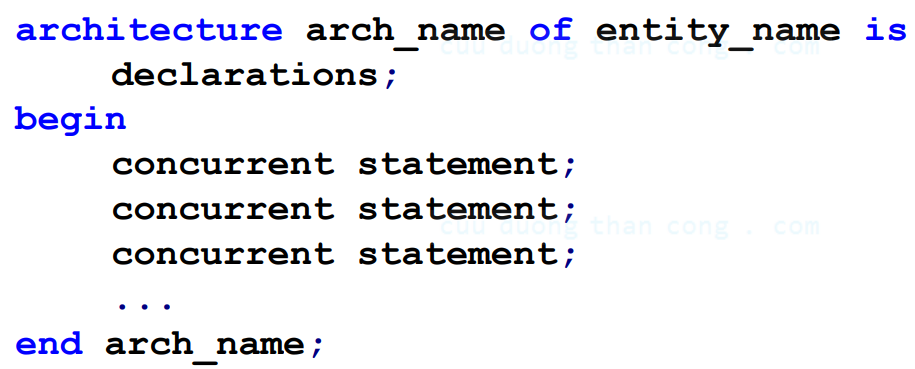 architecture arch_name of entity_name is
cuu duong than cong . com
declarations;
begin
concurrent statement;
concurrent statement;
cuu duong than cong . com
concurrent statement;
...
end arch_name;